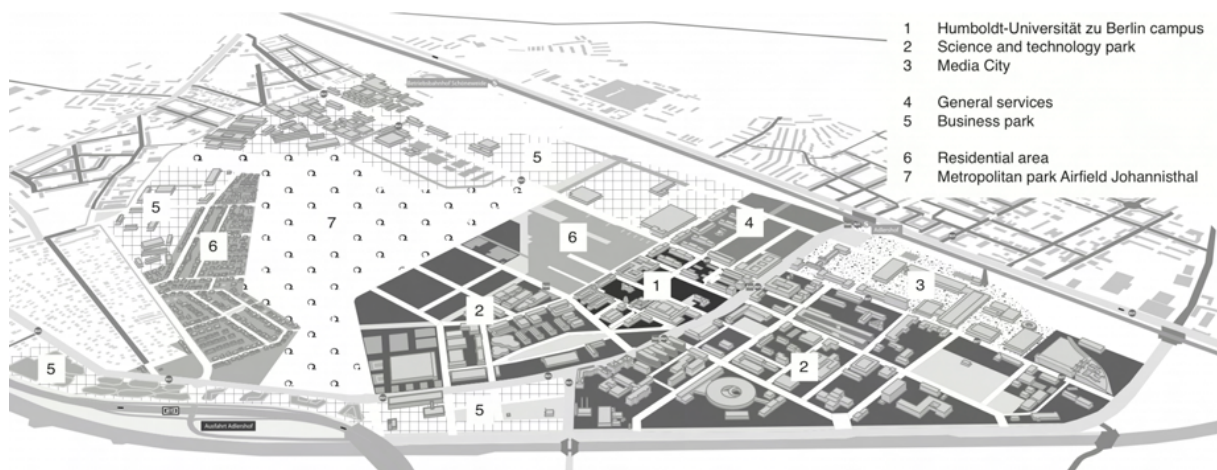 1 Humboldt-Universität zu Berlin campus
2 Science and technology park
3 Media City
4 General services
5 Business park
6 Residential area
7 Metropolitan park Airfield Johannisthal
5
5
7
6
6
4
1
3
2
2
5
5
Adlershof
Ausfahrt Adlershof